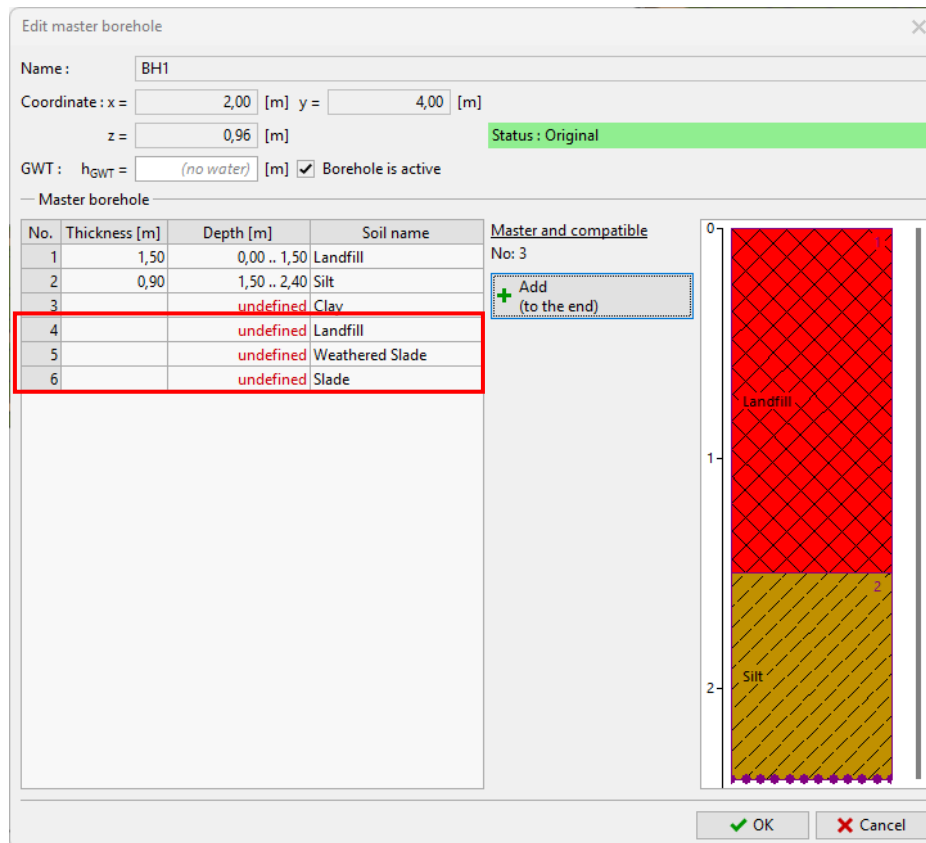 Edit master borehole
Name : BH1
Coordinate : x = 2,00 [m] y = 4,00 [m]
z = 0,96 [m] Status : Original
GWT : hGWT = (no water) [m] Borehole is active
Master borehole
No. Thickness [m] Depth [m] Soil name
1 1,50 0,00 .. 1,50 Landfill
2 0,90 1,50 .. 2,40 Silt
3 undefined Clay
4 undefined Landfill
5 undefined Weathered Slade
6 undefined Slade
Master and compatible
No: 3
Add
(to the end)
0
1
Landfill
1
2
Silt
2
OK Cancel